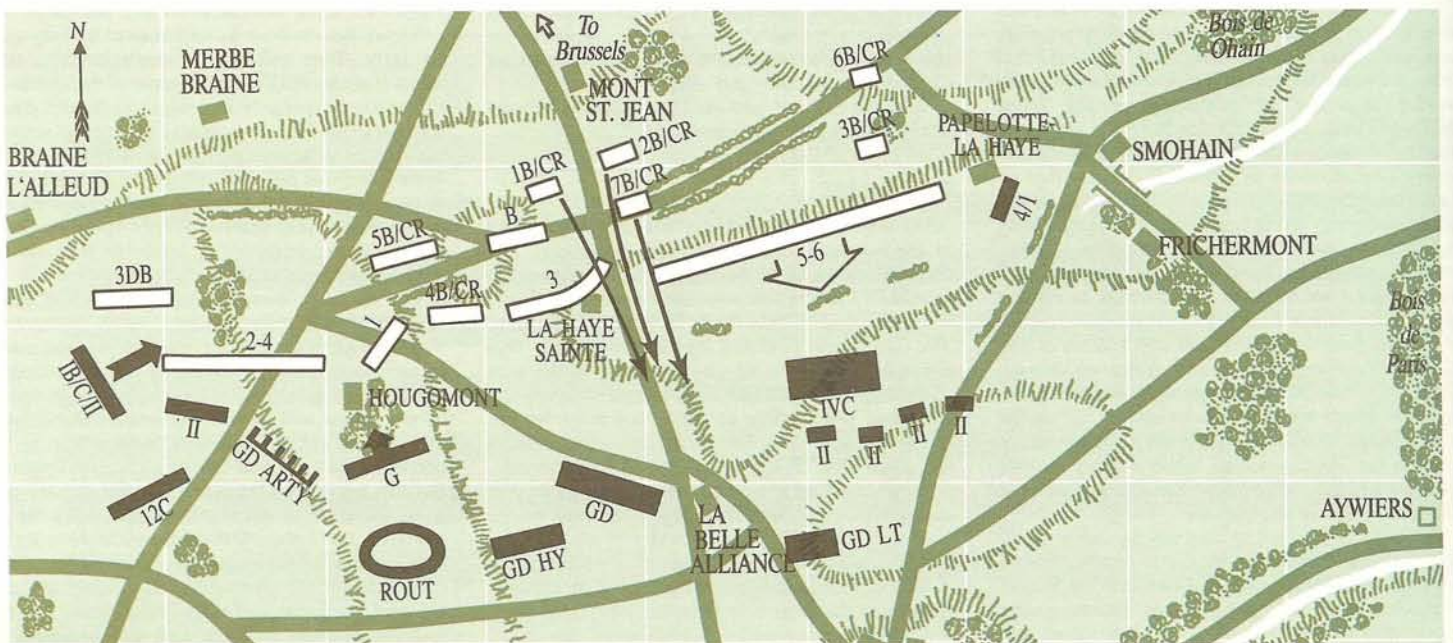 N
To
Brussels
Bois de
Ohain
MERBE
BRAINE
MONT
ST. JEAN
6B/CR
3B/CR
2B/CR
1B/CR
7B/CR
PAPELOTTE-
LA HAYE
SMOHAIN
BRAINE
L'ALLEUD
4/1
B
5B/CR
FRICHERMONT
5-6
3DB
4B/CR
3
LA HAYE
SAINTE
Bois
de
Paris
2-4
1
IB/C/II
HOUGOMONT
IVC
II
II
II
II
II
GD ARTY
G
12C
GD
LA
BELLE
ALLIANCE
AYWIERS
GD HY
GD LT
ROUT